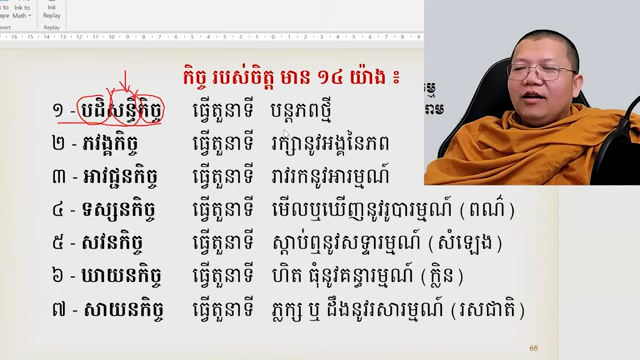 កិច្ច របស់ចិត្ត មាន ១៤ យ៉ាង ៖
១ - បដិសន្ធិកិច្ច ធ្វើតួនាទី បន្តភពថ្មី
២ - ភវង្គកិច្ច ធ្វើតួនាទី រក្សានូវអង្គនៃភព
៣ - អាវជ្ជនកិច្ច ធ្វើតួនាទី រាវរកនូវអារម្មណ៍
៤ - ទស្សនកិច្ច ធ្វើតួនាទី មើលឬឃើញនូវរូបារម្មណ៍ (ពណ៌)
៥ - សវនកិច្ច ធ្វើតួនាទី ស្តាប់ឮនូវសទ្ទារម្មណ៍ (សំឡេង)
៦ - ឃាយនកិច្ច ធ្វើតួនាទី ហិត ធុំនូវគន្ធារម្មណ៍ (ក្លិន)
៧ - សាយនកិច្ច ធ្វើតួនាទី ភ្លក្ស ឬ ដឹងនូវរសារម្មណ៍ (រសជាតិ)
68